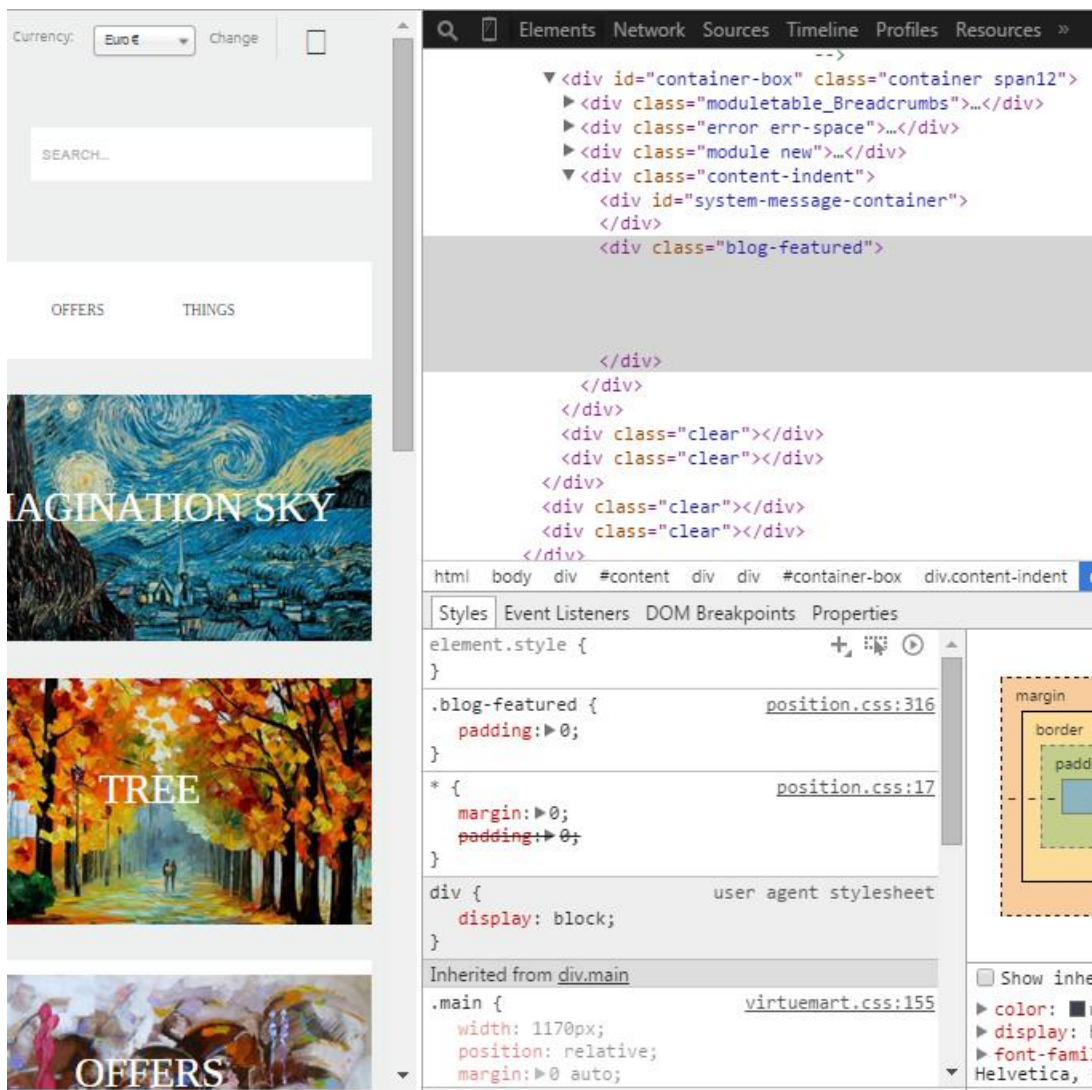 Currency: Euro € Change
SEARCH...
OFFERS THINGS
MAGINATION SKY
TREE
OFFERS
Elements Network Sources Timeline Profiles Resources »
-->
▼<div id="container-box" class="container span12">
▶<div class="moduletable_Breadcrumbs">…</div>
▶<div class="error err-space">…</div>
▶<div class="module new">…</div>
▼<div class="content-indent">
<div id="system-message-container">
</div>
<div class="blog-featured">
</div>
</div>
</div>
<div class="clear"></div>
<div class="clear"></div>
</div>
<div class="clear"></div>
<div class="clear"></div>
</div>
html body div #content div div #container-box div.content-indent
Styles Event Listeners DOM Breakpoints Properties
element.style {
}
.blog-featured { position.css:316
padding:▶0;
}
* { position.css:17
margin:▶0;
padding:▶0;
}
div { user agent stylesheet
display: block;
}
Inherited from div.main
.main { virtuemart.css:155
width: 1170px;
position: relative;
margin:▶0 auto;
margin
border
padd
-
Show inhe
▶ color:
▶ display:
▶ font-fami
Helvetica,